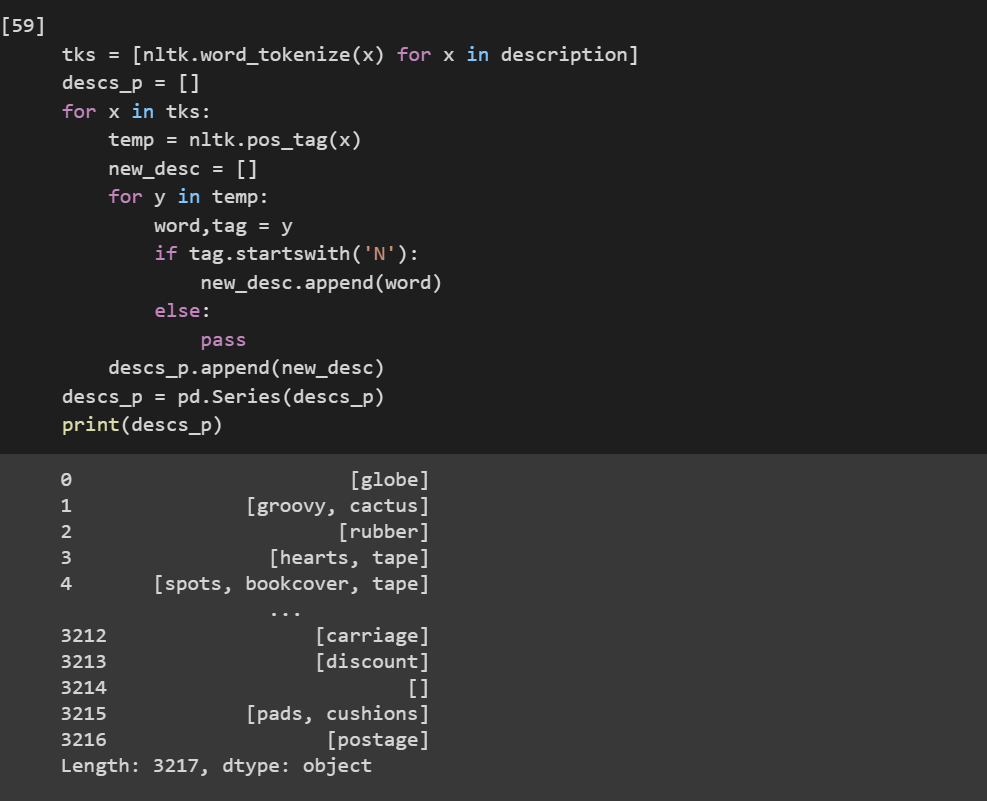 [59]
tks = [nltk.word_tokenize(x) for x in description]
descs_p = []
for x in tks:
    temp = nltk.pos_tag(x)
    new_desc = []
    for y in temp:
        word,tag = y
        if tag.startswith('N'):
            new_desc.append(word)
        else:
            pass
    descs_p.append(new_desc)
descs_p = pd.Series(descs_p)
print(descs_p)
0                         [globe]
1                [groovy, cactus]
2                        [rubber]
3                  [hearts, tape]
4        [spots, bookcover, tape]
                  ...
3212                   [carriage]
3213                   [discount]
3214                           []
3215             [pads, cushions]
3216                    [postage]
Length: 3217, dtype: object